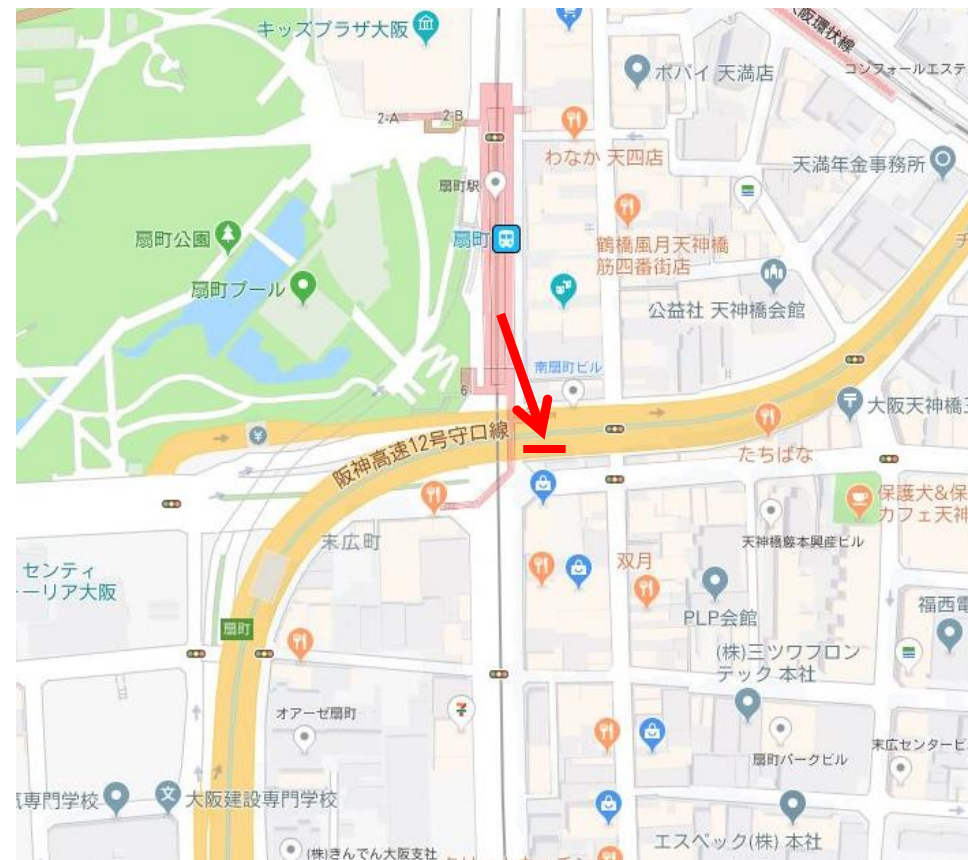 キッズプラザ大阪
大阪環状線
ポパイ 天満店
コンフォールエステ
2-A
2-B
わなか 天四店
天満年金事務所
扇町駅
扇町公園
扇町
鶴橋風月天神橋
筋四番街店
扇町プール
公益社 天神橋会館
南扇町ビル
6
大阪天神橋三
阪神高速12号守口線
たちばな
保護犬&保
カフェ天神
末広町
天神橋藤本興産ビル
センティ
ーリア大阪
双月
PLP会館
福西電
扇町
(株)三ツワフロン
テック 本社
オアーゼ扇町
扇町パークビル
末広センタービ
専門学校
大阪建設専門学校
エスペック(株) 本社
(株)きんでん大阪支社